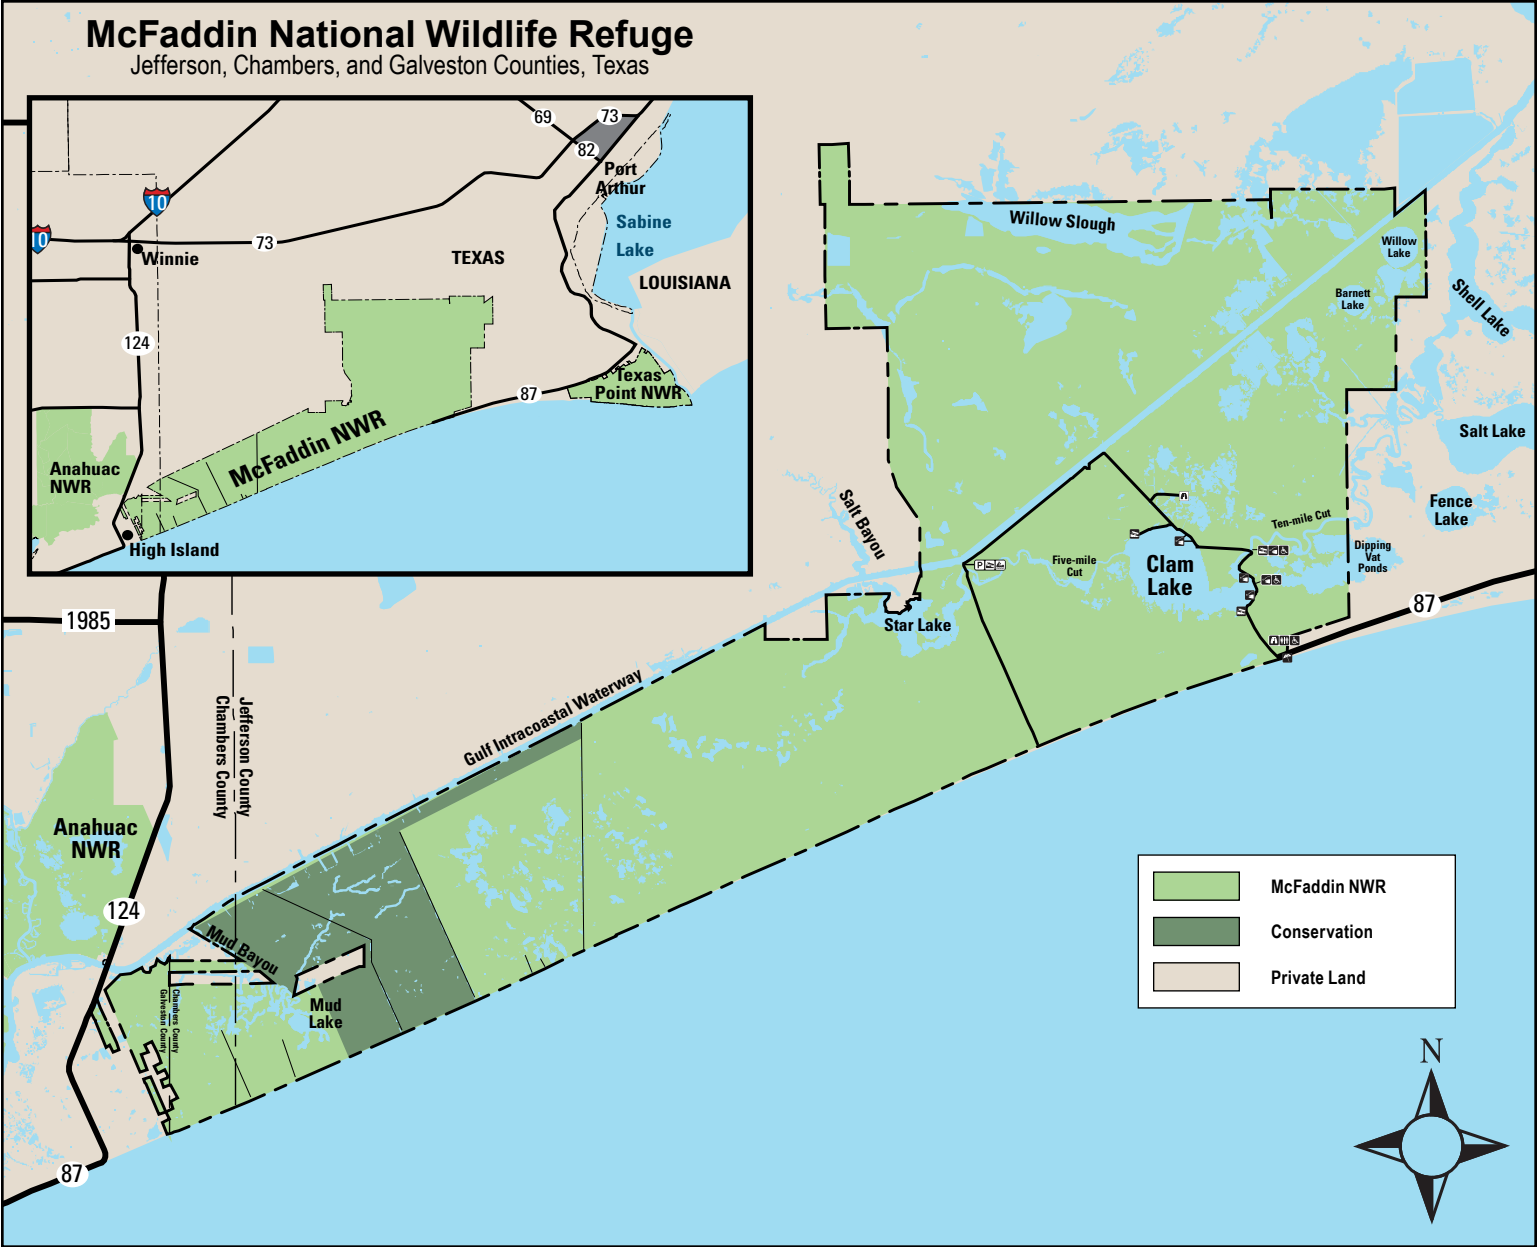 McFaddin National Wildlife Refuge
Jefferson, Chambers, and Galveston Counties, Texas
69
73
82
Port
Arthur
10
Sabine
Lake
10
73
Winnie
TEXAS
LOUISIANA
124
Texas
Point NWR
87
McFaddin NWR
Anahuac
NWR
High Island
Willow Slough
Willow
Lake
Barnett
Lake
Shell Lake
Salt Lake
Salt Bayou
Fence
Lake
Ten-mile Cut
Dipping
Vat
Ponds
Five-mile
Cut
Clam
Lake
P
Star Lake
87
1985
Gulf Intracoastal Waterway
Jefferson County
Chambers County
Anahuac
NWR
124
Mud Bayou
Mud
Lake
Chambers County
Galveston County
87
McFaddin NWR
Conservation
Private Land
N